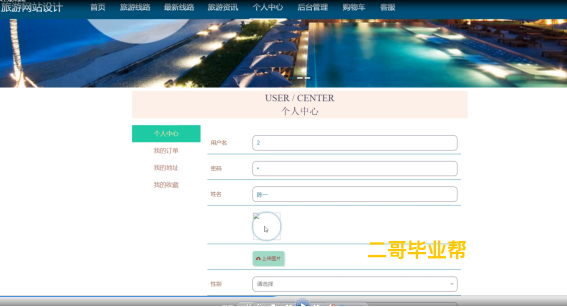 旅游网站设计 首页 旅游线路 最新线路 旅游资讯 个人中心 后台管理 购物车 客服
USER / CENTER
个人中心
个人中心
我的订单
我的地址
我的收藏
用户名 2
密码 •
姓名
上传图片
性别 请选择
二哥毕业帮